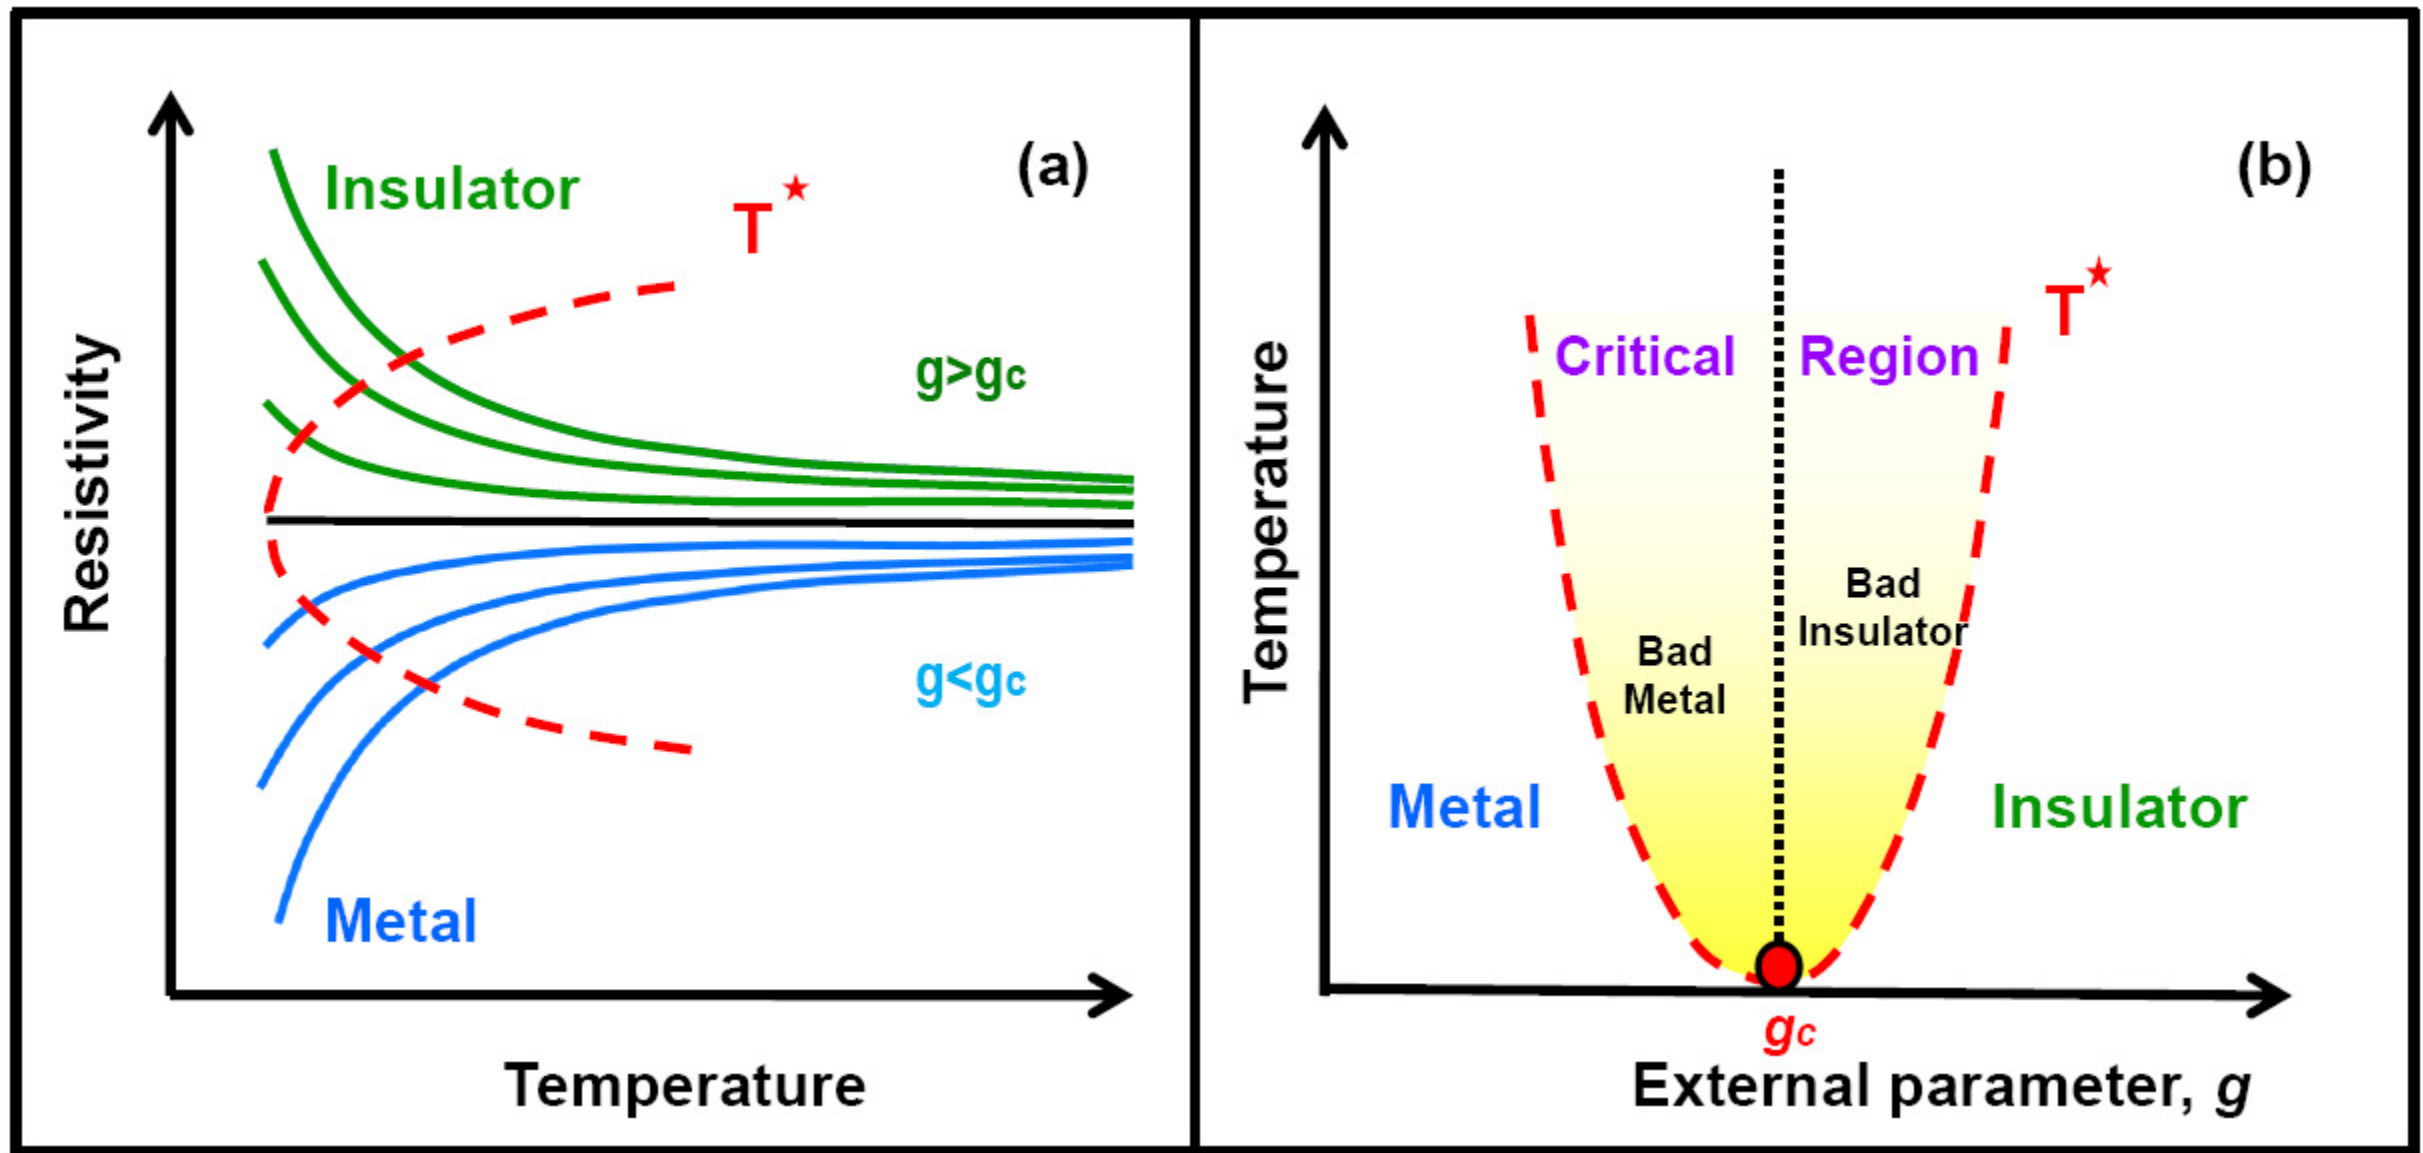 (a)
Insulator
T*
g>gc
g<gc
Metal
Resistivity
Temperature
(b)
T*
Critical Region
Bad
Insulator
Bad
Metal
Metal
Insulator
Temperature
gc
External parameter, g